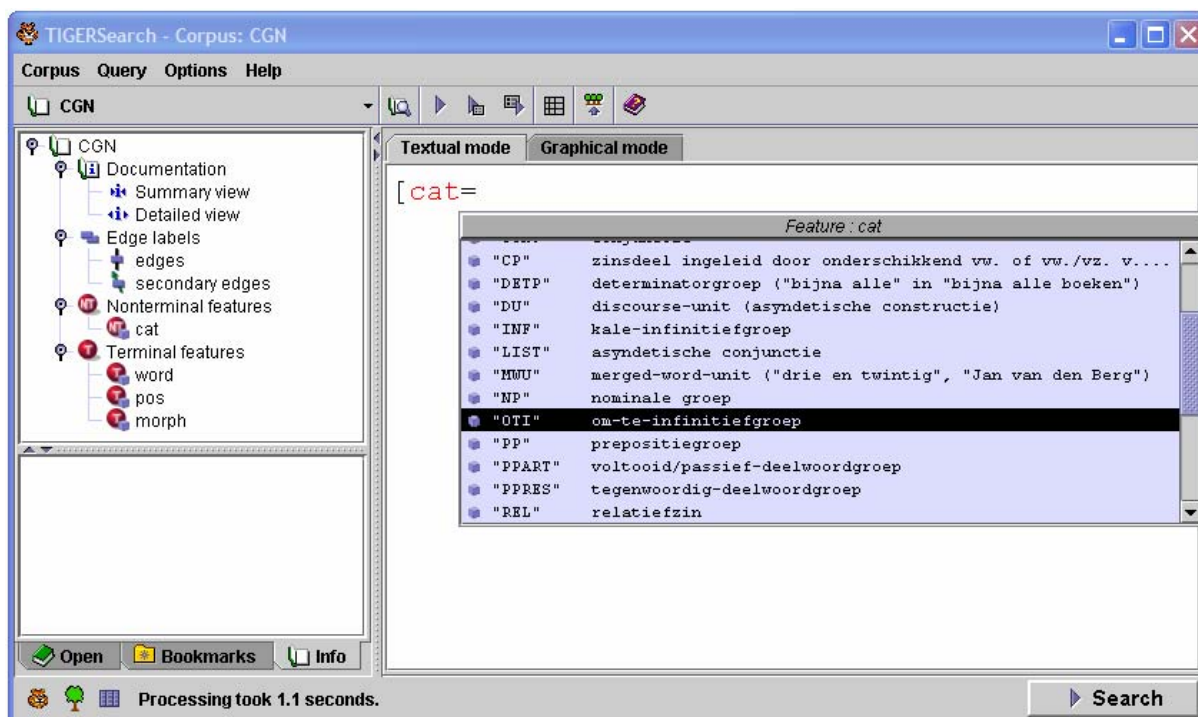 TIGERSearch - Corpus: CGN
Corpus Query Options Help
CGN
CGN
Documentation
Summary view
Detailed view
Edge labels
edges
secondary edges
Nonterminal features
cat
Terminal features
word
pos
morph
Textual mode Graphical mode
[cat=
Feature : cat
"CP" zinsdeel ingeleid door onderschikkend vw. of vw./vz. v....
"DETP" determinatorgroep ("bijna alle" in "bijna alle boeken")
"DU" discourse-unit (asyndetische constructie)
"INF" kale-infinitiefgroep
"LIST" asyndetische conjunctie
"MWU" merged-word-unit ("drie en twintig", "Jan van den Berg")
"NP" nominale groep
"OTI" om-te-infinitiefgroep
"PP" prepositiegroep
"PPART" voltooid/passief-deelwoordgroep
"PPRES" tegenwoordig-deelwoordgroep
"REL" relatiefzin
Open Bookmarks Info
Processing took 1.1 seconds.
Search